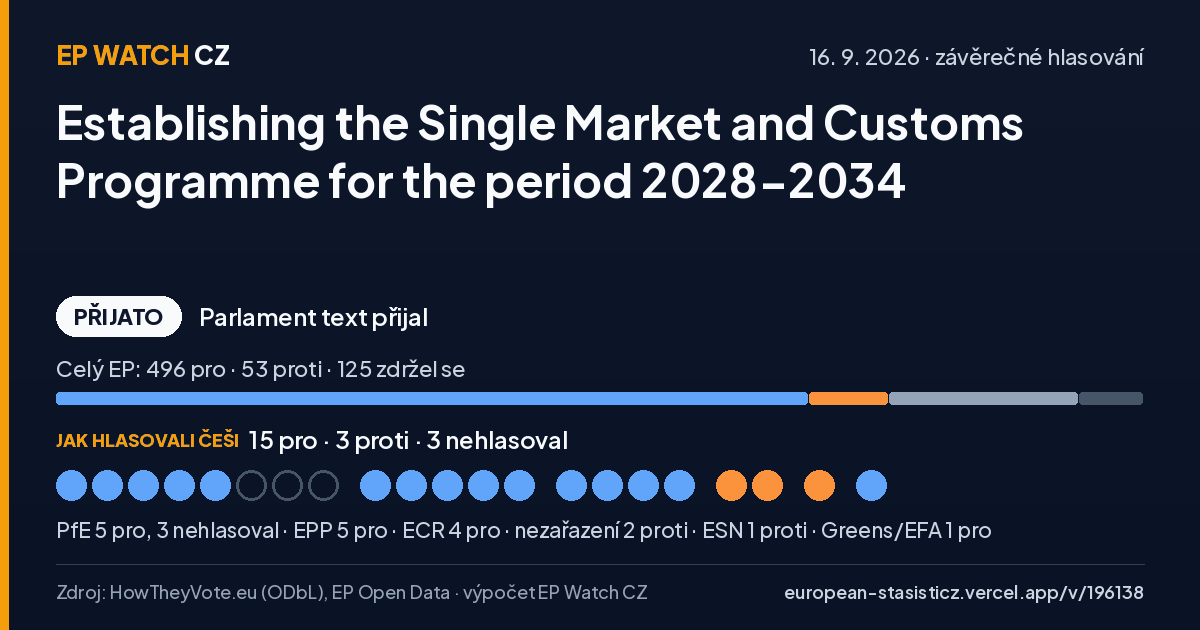 EP WATCH CZ
16. 9. 2026 · závěrečné hlasování
Establishing the Single Market and Customs
Programme for the period 2028–2034
PŘIJATO Parlament text přijal
Celý EP: 496 pro · 53 proti · 125 zdržel se
JAK HLASOVALI ČEŠI 15 pro · 3 proti · 3 nehlasoval
PfE 5 pro, 3 nehlasoval · EPP 5 pro · ECR 4 pro · nezařazení 2 proti · ESN 1 proti · Greens/EFA 1 pro
Zdroj: HowTheyVote.eu (ODbL), EP Open Data · výpočet EP Watch CZ
european-stasisticz.vercel.app/v/196138